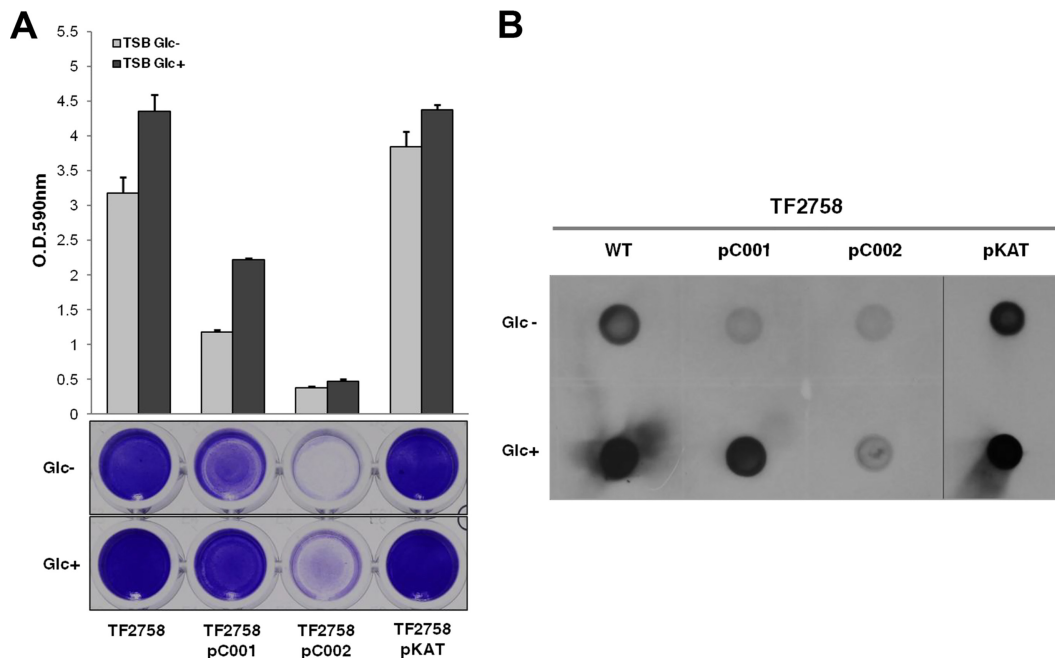 A
5.5
5
4.5
4
3.5
3
2.5
2
1.5
1
0.5
0
O.D.590nm
TSB Glc-
TSB Glc+
Glc-
Glc+
TF2758
TF2758
pC001
TF2758
pC002
TF2758
pKAT
B
TF2758
WT pC001 pC002 pKAT
Glc -
Glc+